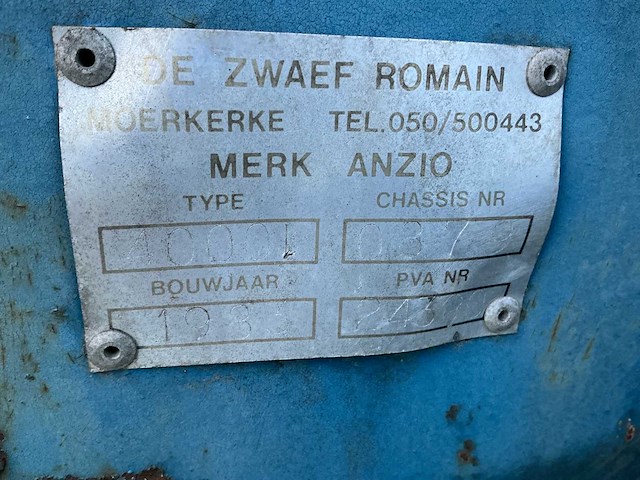 DE ZWAEF ROMAIN
MOERKERKE TEL.050/500443
MERK ANZIO
TYPE CHASSIS NR
BOUWJAAR PVA NR